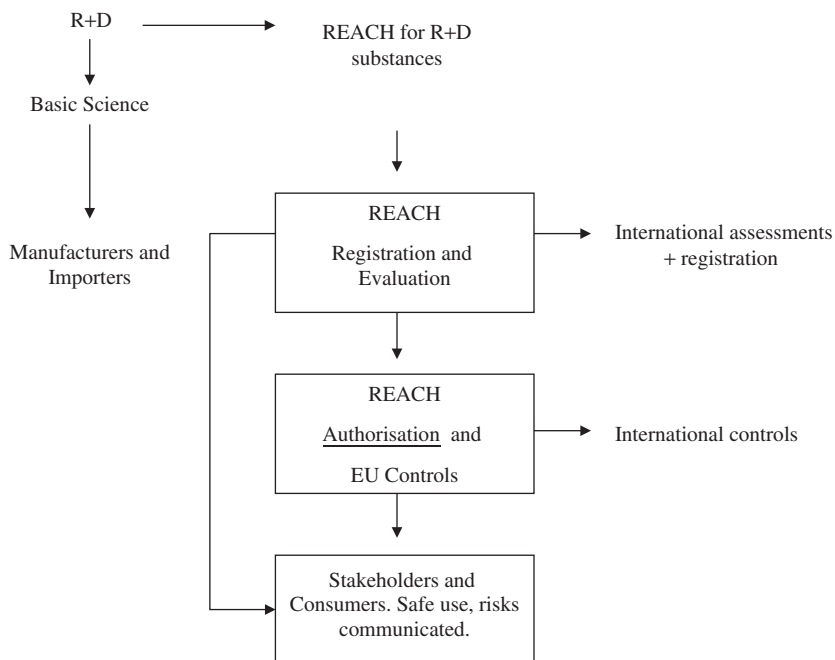 R+D
REACH for R+D
substances
Basic Science
Manufacturers and
Importers
REACH
Registration and
Evaluation
International assessments
+ registration
REACH
Authorisation and
EU Controls
International controls
Stakeholders and
Consumers. Safe use, risks
communicated.